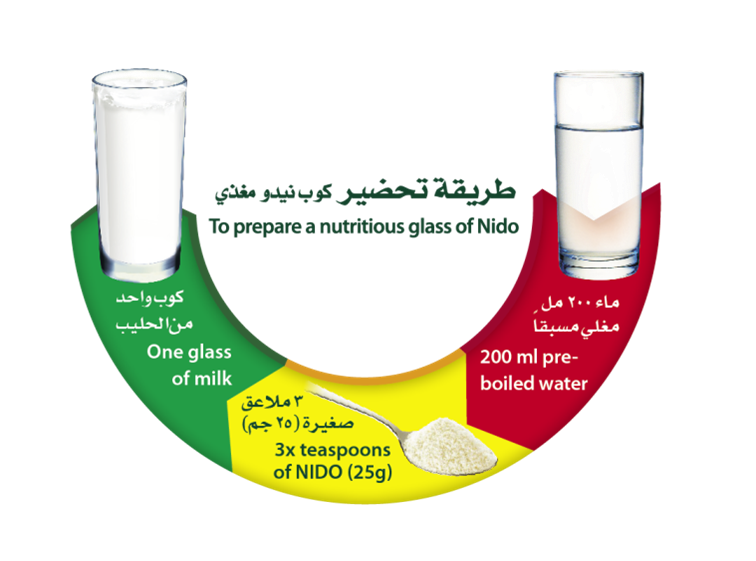 طريقة تحضير كوب نيدو مغذي
To prepare a nutritious glass of Nido
ماء ٢٠٠ مل
مغلي مسبقاً
200 ml pre-
boiled water
٣ ملاعق
صغيرة (٢٥ جم)
3x teaspoons
of NIDO (25g)
كوب واحد
من الحليب
One glass
of milk